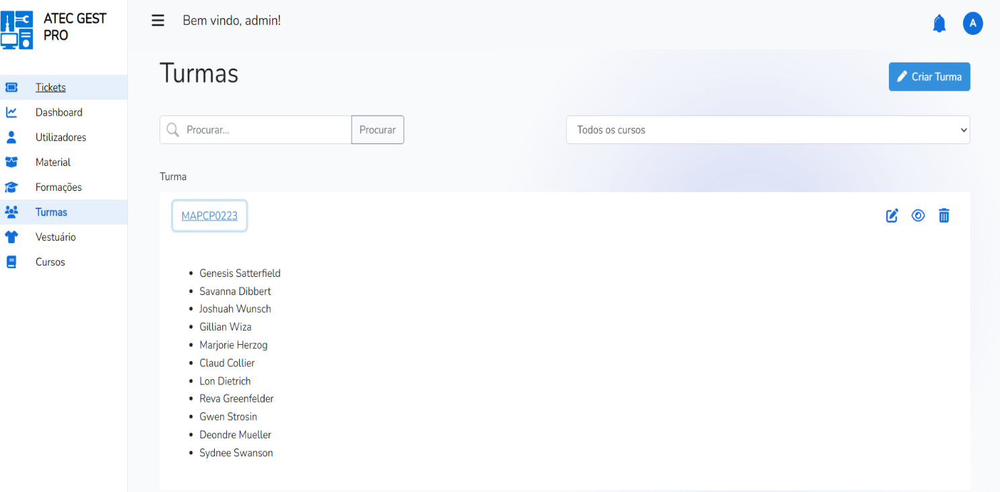 ATEC GEST
PRO
Bem vindo, admin!
A
Tickets
Dashboard
Utilizadores
Material
Formações
Turmas
Vestuário
Cursos
Turmas
Criar Turma
Procurar...
Procurar
Todos os cursos
Turma
MAPCP0223
Genesis Satterfield
Savanna Dibbert
Joshuah Wunsch
Gillian Wiza
Marjorie Herzog
Claud Collier
Lon Dietrich
Reva Greenfelder
Gwen Strosin
Deondre Mueller
Sydnee Swanson